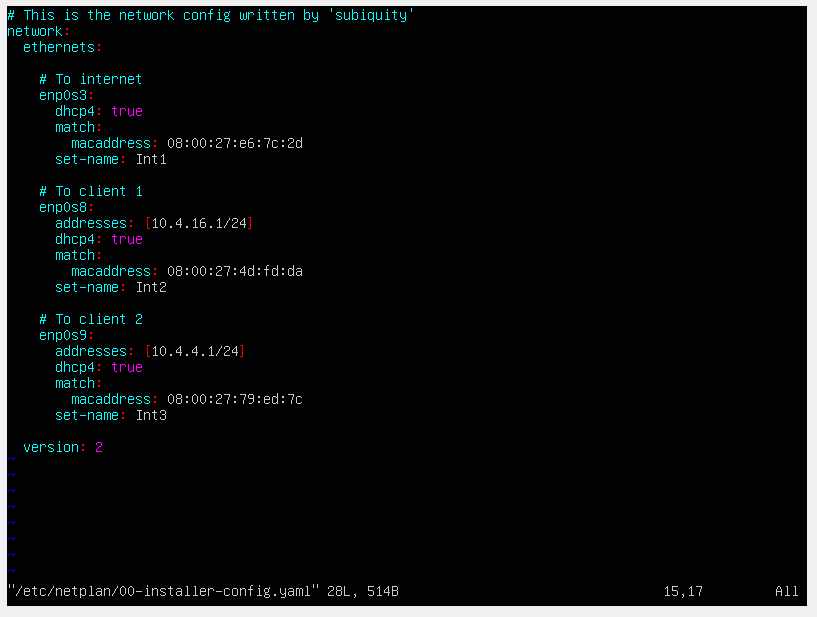 # This is the network config written by 'subiquity'
network:
  ethernets:

    # To internet
    enp0s3:
      dhcp4: true
      match:
        macaddress: 08:00:27:e6:7c:2d
      set-name: Int1

    # To client 1
    enp0s8:
      addresses: [10.4.16.1/24]
      dhcp4: true
      match:
        macaddress: 08:00:27:4d:fd:da
      set-name: Int2

    # To client 2
    enp0s9:
      addresses: [10.4.4.1/24]
      dhcp4: true
      match:
        macaddress: 08:00:27:79:ed:7c
      set-name: Int3

  version: 2
~
~
~
~
~
~
~
~
"/etc/netplan/00-installer-config.yaml" 28L, 514B 15,17 All